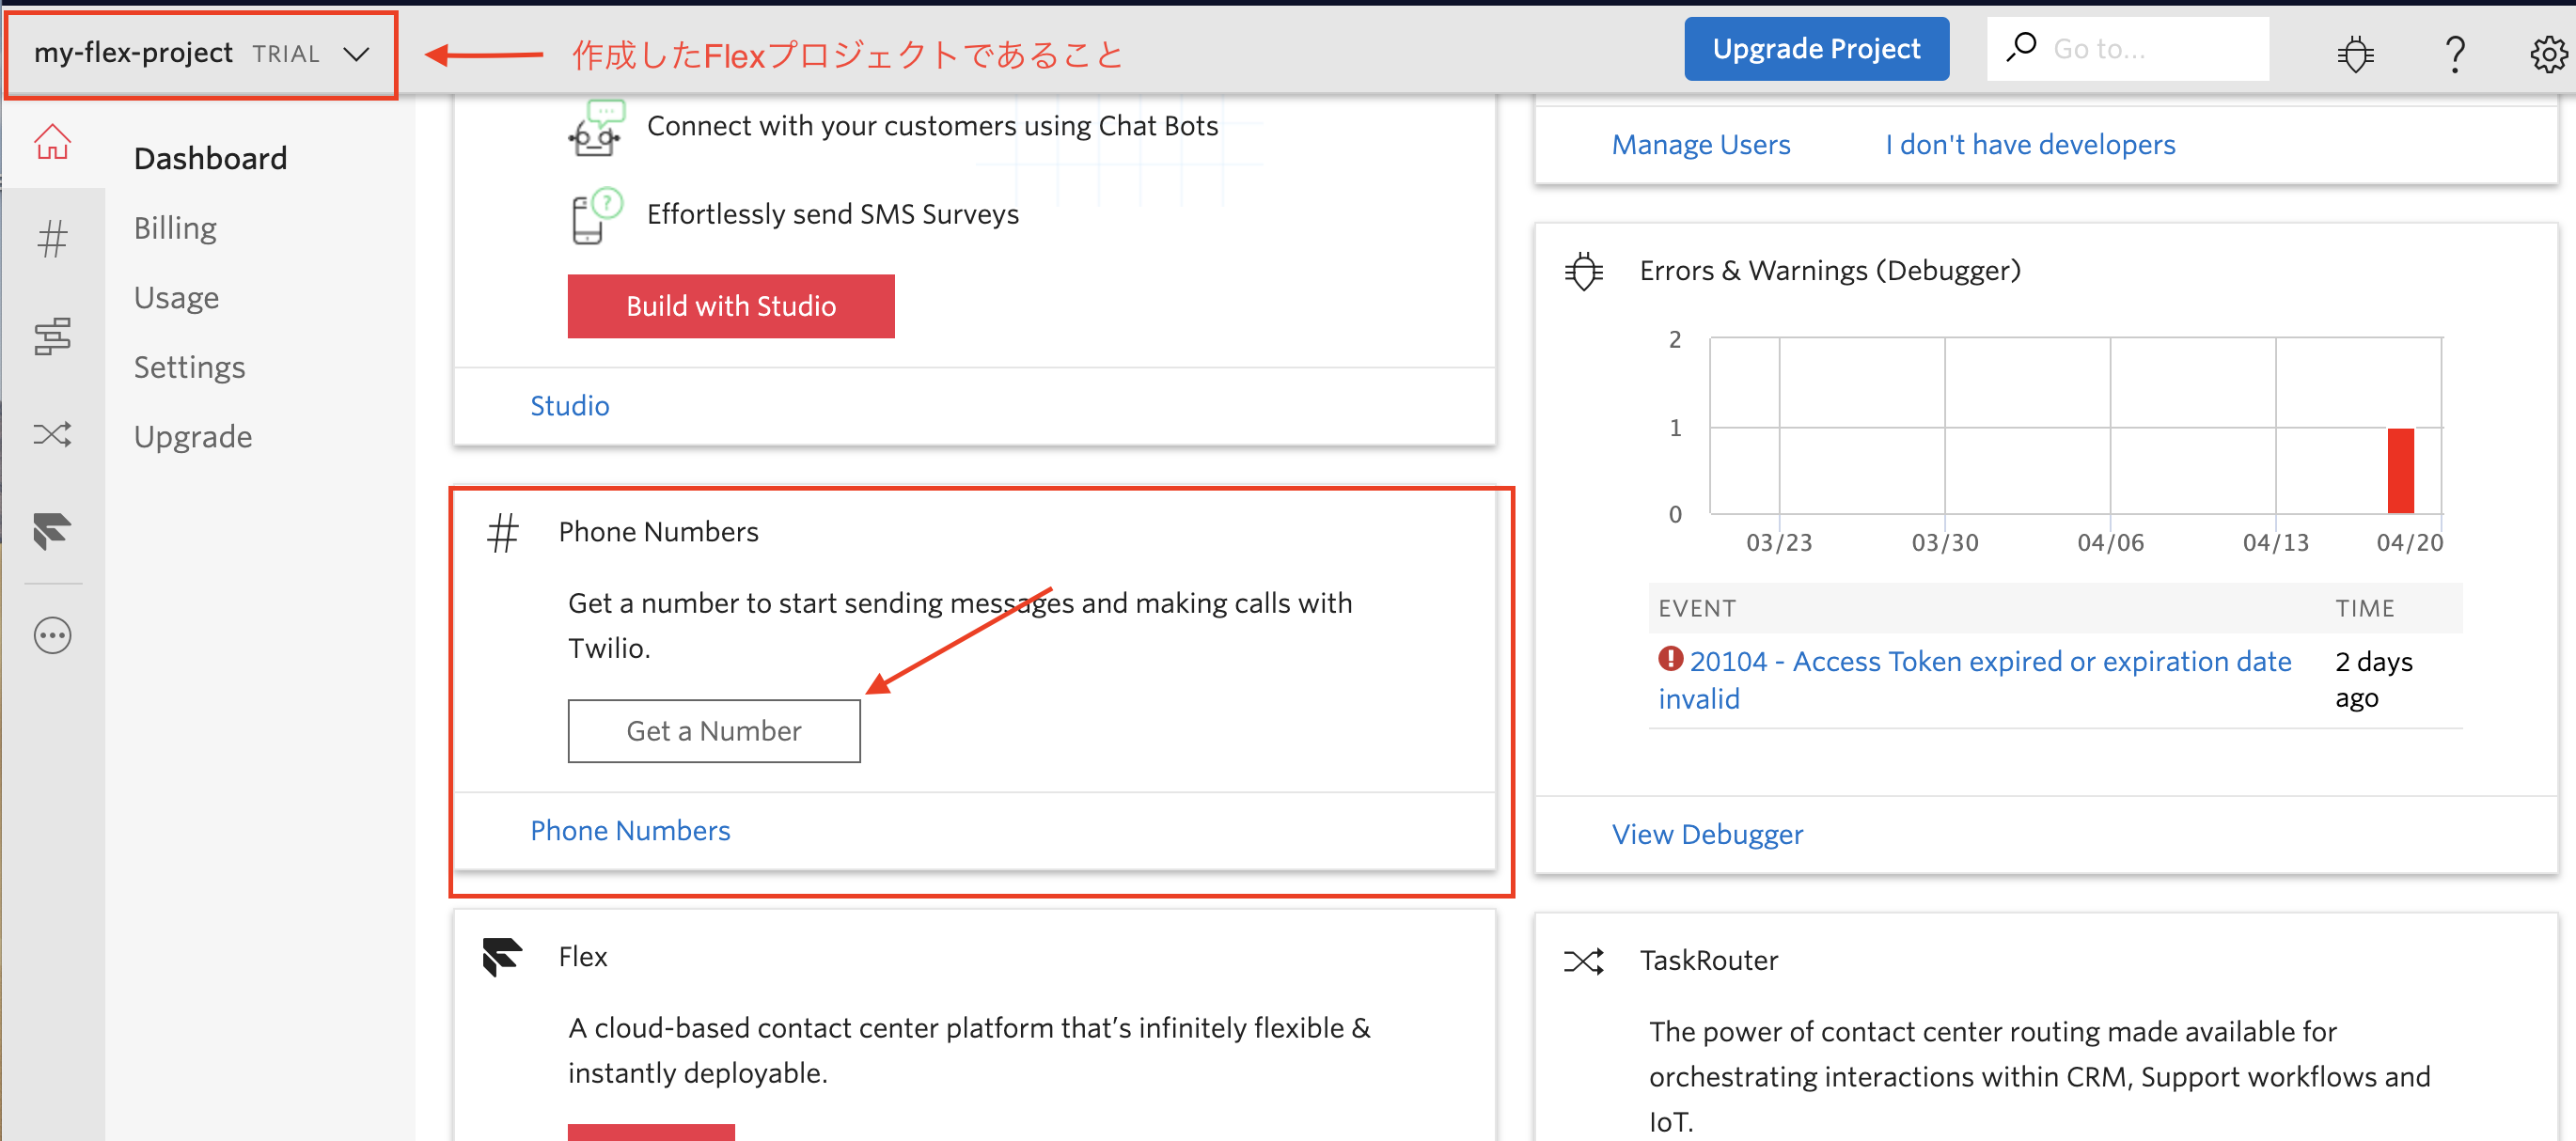 my-flex-project TRIAL
作成したFlexプロジェクトであること
Upgrade Project
Go to...
Dashboard
Billing
Usage
Settings
Upgrade
Connect with your customers using Chat Bots
Effortlessly send SMS Surveys
Build with Studio
Studio
Phone Numbers
Get a number to start sending messages and making calls with
Twilio.
Get a Number
Phone Numbers
Flex
A cloud-based contact center platform that’s infinitely flexible &
instantly deployable.
Manage Users I don't have developers
Errors & Warnings (Debugger)
2
1
0
03/23 03/30 04/06 04/13 04/20
EVENT TIME
20104 - Access Token expired or expiration date 2 days
invalid ago
View Debugger
TaskRouter
The power of contact center routing made available for
orchestrating interactions within CRM, Support workflows and
IoT.